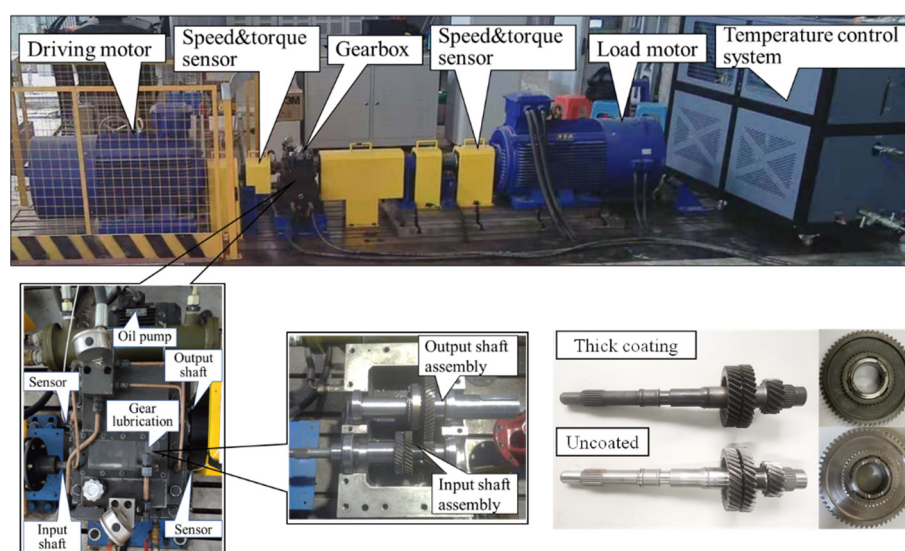 Driving motor
Speed&torque
sensor
Gearbox
Speed&torque
sensor
Load motor
Temperature control
system
Oil pump
Output
shaft
Sensor
Gear
lubrication
Input
shaft
Sensor
Output shaft
assembly
Input shaft
assembly
Thick coating
Uncoated